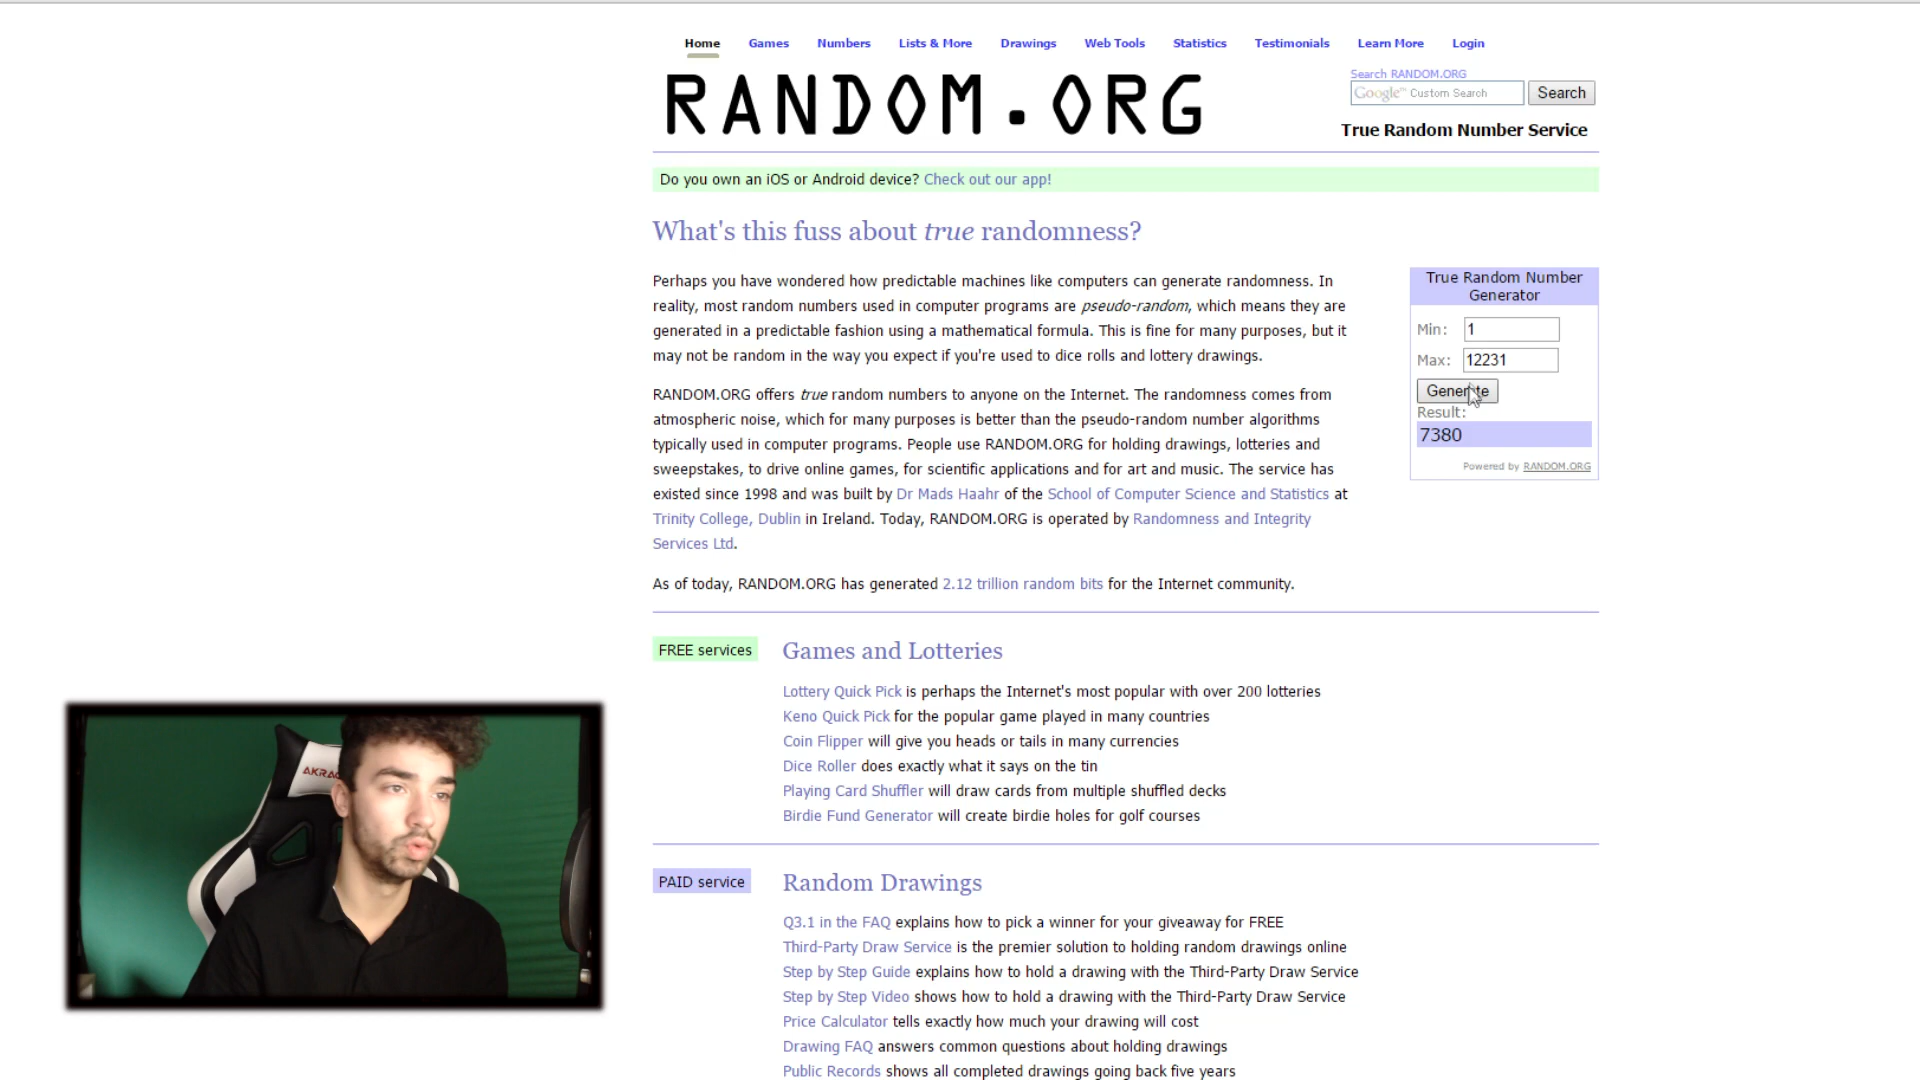 Home Games Numbers Lists & More Drawings Web Tools Statistics Testimonials Learn More Login
RANDOM.ORG
Search RANDOM.ORG
Google™ Custom Search Search
True Random Number Service
Do you own an iOS or Android device? Check out our app!
What's this fuss about true randomness?
Perhaps you have wondered how predictable machines like computers can generate randomness. In
reality, most random numbers used in computer programs are pseudo-random, which means they are
generated in a predictable fashion using a mathematical formula. This is fine for many purposes, but it
may not be random in the way you expect if you're used to dice rolls and lottery drawings.
RANDOM.ORG offers true random numbers to anyone on the Internet. The randomness comes from
atmospheric noise, which for many purposes is better than the pseudo-random number algorithms
typically used in computer programs. People use RANDOM.ORG for holding drawings, lotteries and
sweepstakes, to drive online games, for scientific applications and for art and music. The service has
existed since 1998 and was built by Dr Mads Haahr of the School of Computer Science and Statistics at
Trinity College, Dublin in Ireland. Today, RANDOM.ORG is operated by Randomness and Integrity
Services Ltd.
As of today, RANDOM.ORG has generated 2.12 trillion random bits for the Internet community.
True Random Number
Generator
Min: 1
Max: 12231
Generate
Result:
7380
Powered by RANDOM.ORG
FREE services
Games and Lotteries
Lottery Quick Pick is perhaps the Internet's most popular with over 200 lotteries
Keno Quick Pick for the popular game played in many countries
Coin Flipper will give you heads or tails in many currencies
Dice Roller does exactly what it says on the tin
Playing Card Shuffler will draw cards from multiple shuffled decks
Birdie Fund Generator will create birdie holes for golf courses
PAID service
Random Drawings
Q3.1 in the FAQ explains how to pick a winner for your giveaway for FREE
Third-Party Draw Service is the premier solution to holding random drawings online
Step by Step Guide explains how to hold a drawing with the Third-Party Draw Service
Step by Step Video shows how to hold a drawing with the Third-Party Draw Service
Price Calculator tells exactly how much your drawing will cost
Drawing FAQ answers common questions about holding drawings
Public Records shows all completed drawings going back five years